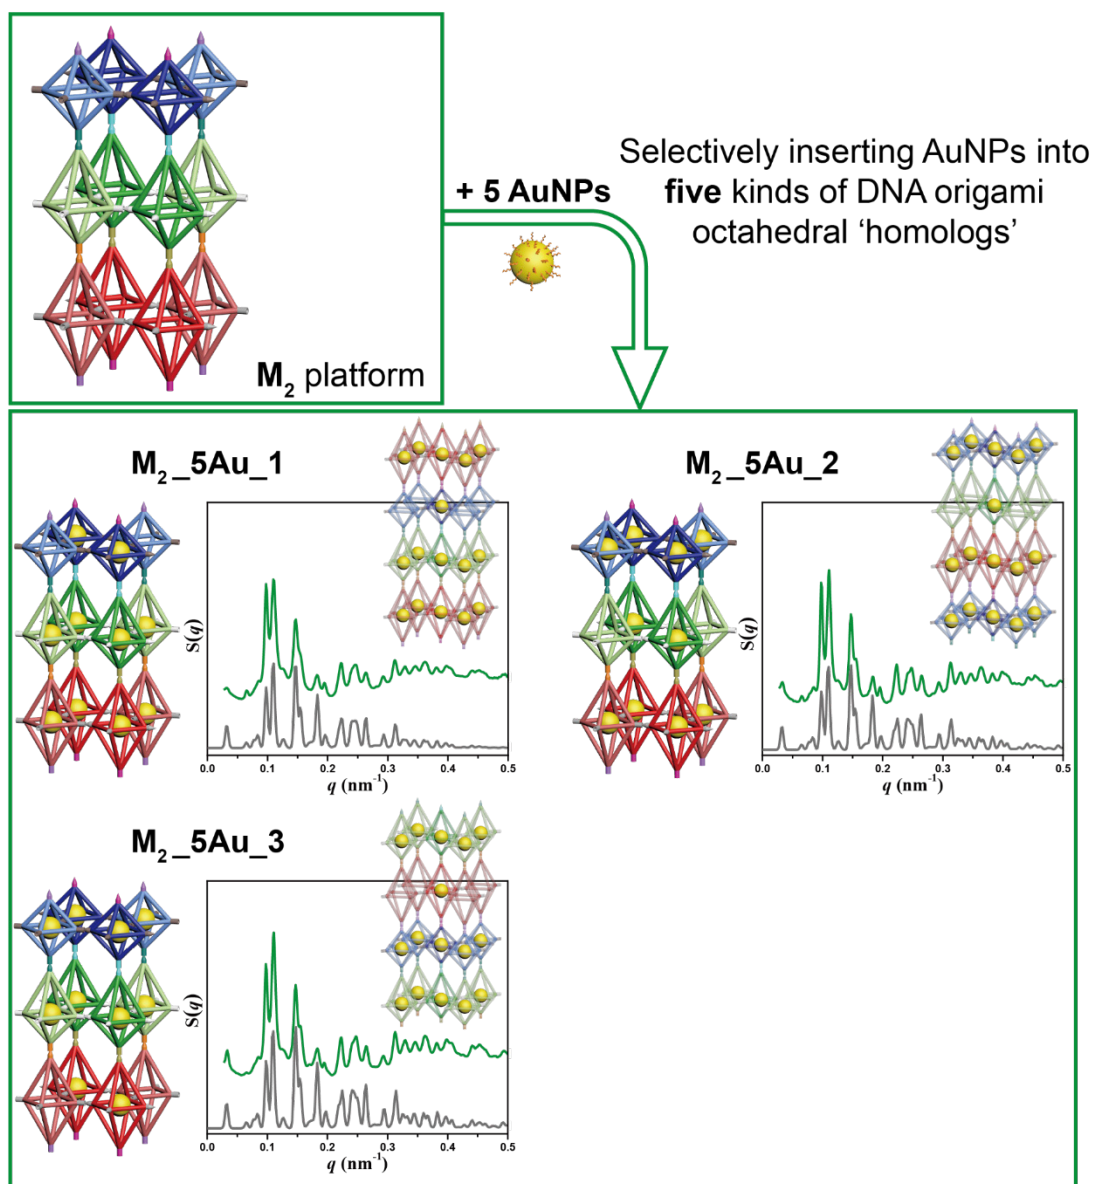 M₂ platform
+ 5 AuNPs
Selectively inserting AuNPs into
five kinds of DNA origami
octahedral ‘homologs’
M₂_5Au_1
S(q)
0.0 0.1 0.2 0.3 0.4 0.5
q (nm⁻¹)
M₂_5Au_2
S(q)
0.0 0.1 0.2 0.3 0.4 0.5
q (nm⁻¹)
M₂_5Au_3
S(q)
0.0 0.1 0.2 0.3 0.4 0.5
q (nm⁻¹)